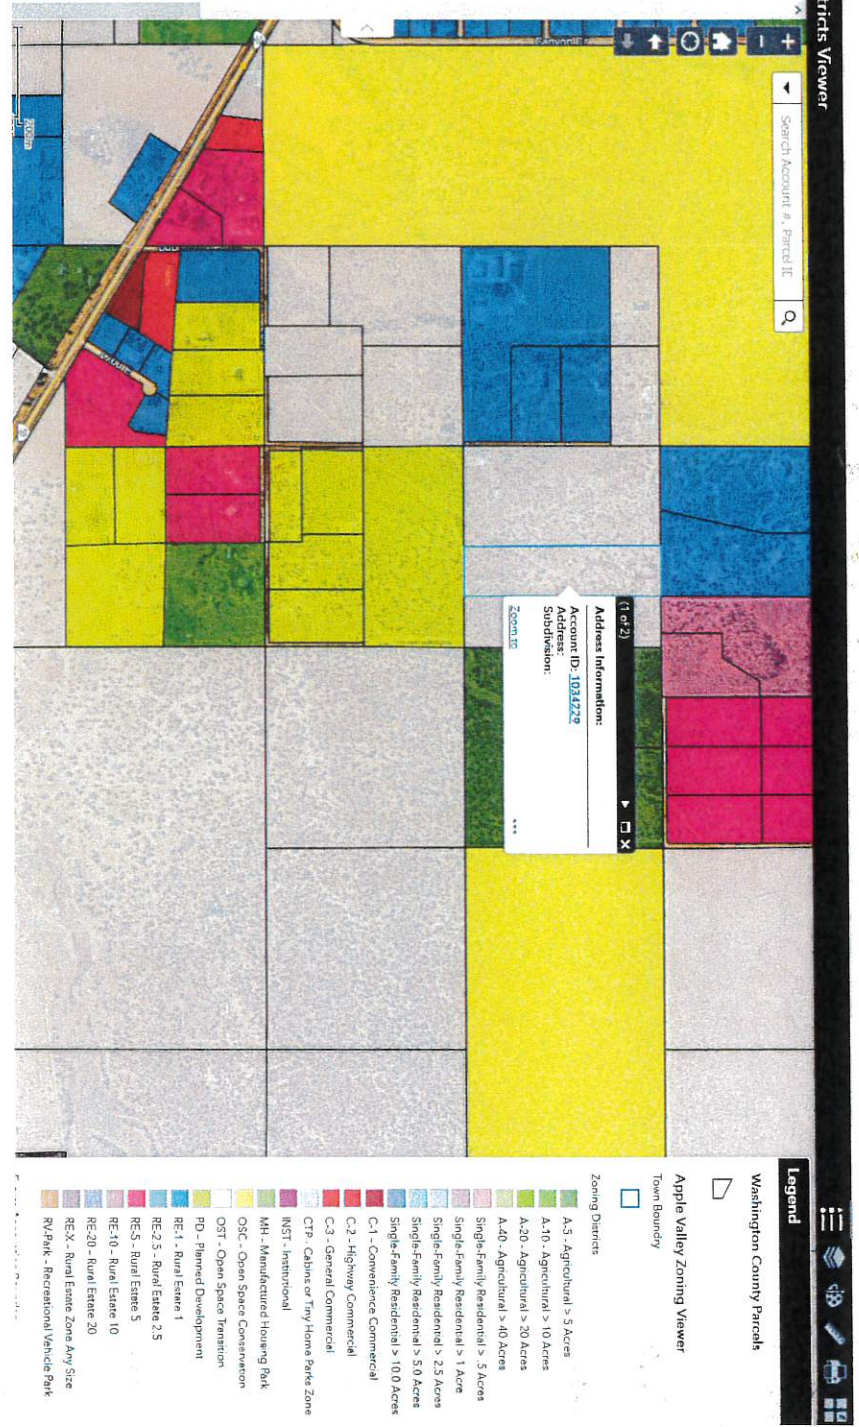 tricts Viewer
Search Account #, Parcel ID
200m
(1 of 2)
Address Information:
Account ID: 1034229
Address:
Subdivision:
Zoom to
...
Legend
Washington County Parcels
Apple Valley Zoning Viewer
Town Boundry
Zoning Districts
A-5 - Agricultural > 5 Acres
A-10 - Agricultural > 10 Acres
A-20 - Agricultural > 20 Acres
A-40 - Agricultural > 40 Acres
Single-Family Residential > .5 Acres
Single-Family Residential > 1 Acre
Single-Family Residential > 2.5 Acres
Single-Family Residential > 5.0 Acres
Single-Family Residential > 10.0 Acres
C-1 - Convenience Commercial
C-2 - Highway Commercial
C-3 - General Commercial
CTP - Cabins or Tiny Home Parks Zone
INST - Institutional
MH - Manufactured Housing Park
OSC - Open Space Conservation
OST - Open Space Transition
PD - Planned Development
RE-1 - Rural Estate 1
RE-2.5 - Rural Estate 2.5
RE-5 - Rural Estate 5
RE-10 - Rural Estate 10
RE-20 - Rural Estate 20
RE-X - Rural Estate Zone Any Size
RV-Park - Recreational Vehicle Park